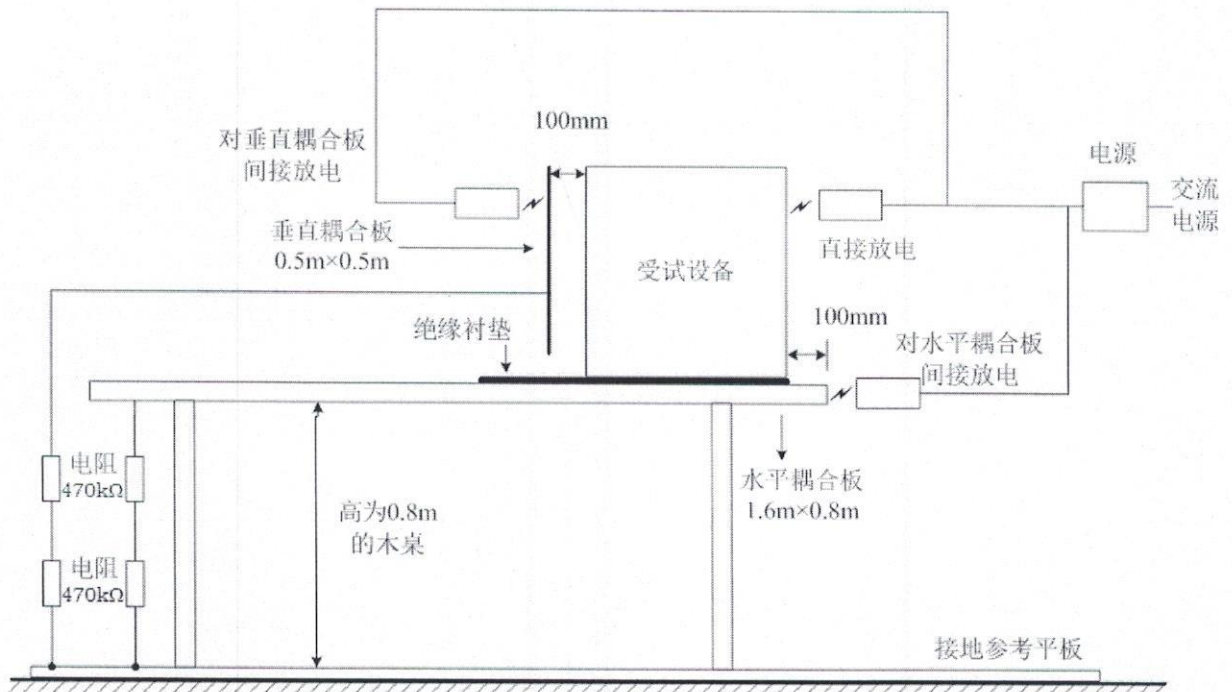 100mm
对垂直耦合板
间接放电
电源
交流
电源
垂直耦合板
0.5m×0.5m
直接放电
受试设备
100mm
绝缘衬垫
对水平耦合板
间接放电
电阻
470kΩ
水平耦合板
1.6m×0.8m
高为0.8m
的木桌
电阻
470kΩ
接地参考平板